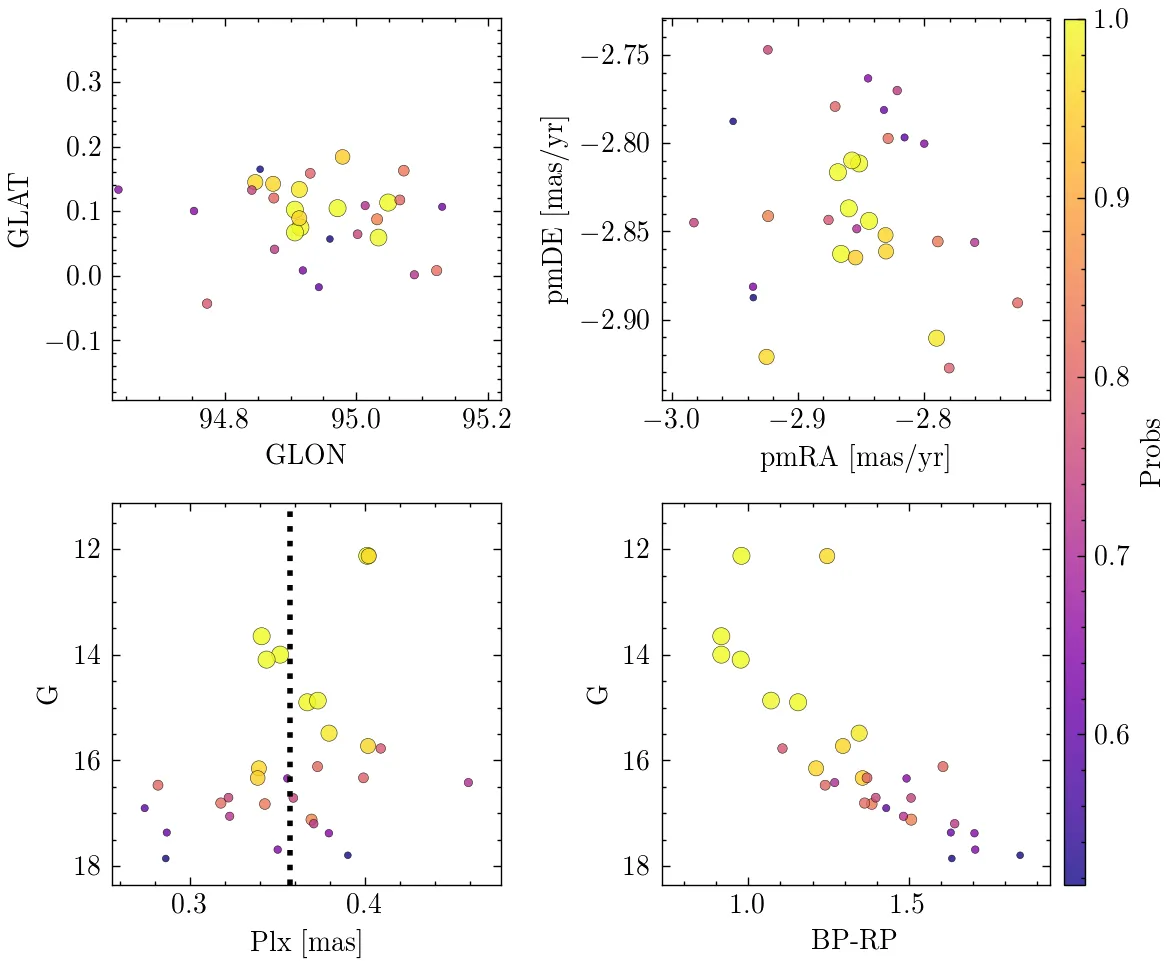 0.3
0.2
0.1
0.0
−0.1
94.8 95.0 95.2
GLAT
GLON
−2.75
−2.80
−2.85
−2.90
−3.0 −2.9 −2.8
pmDE [mas/yr]
pmRA [mas/yr]
12
14
16
18
0.3 0.4
G
Plx [mas]
12
14
16
18
1.0 1.5
G
BP-RP
1.0
0.9
0.8
0.7
0.6
Probs